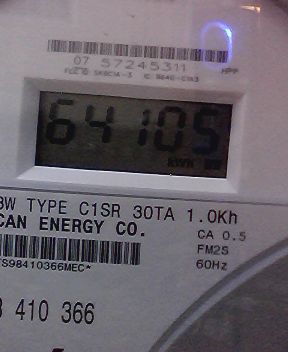 07 57245311
HPP
64105
KWH
3W TYPE C1SR 30TA 1.0Kh
CAN ENERGY CO.
CA 0.5
FM2S
60Hz
S98410366MEC*
410 366